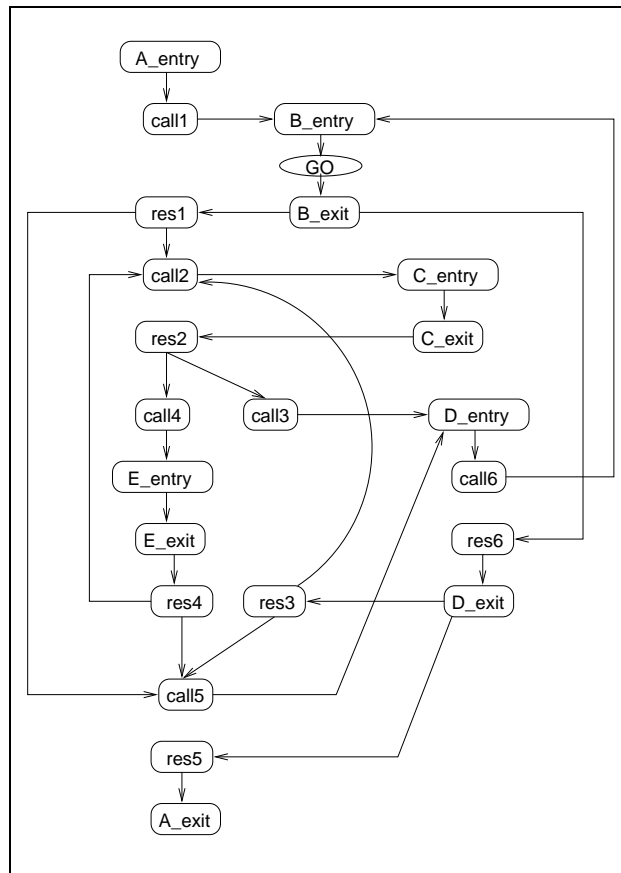 A_entry
call1
B_entry
GO
res1
B_exit
call2
C_entry
res2
C_exit
call4
call3
D_entry
E_entry
call6
E_exit
res6
res4
res3
D_exit
call5
res5
A_exit